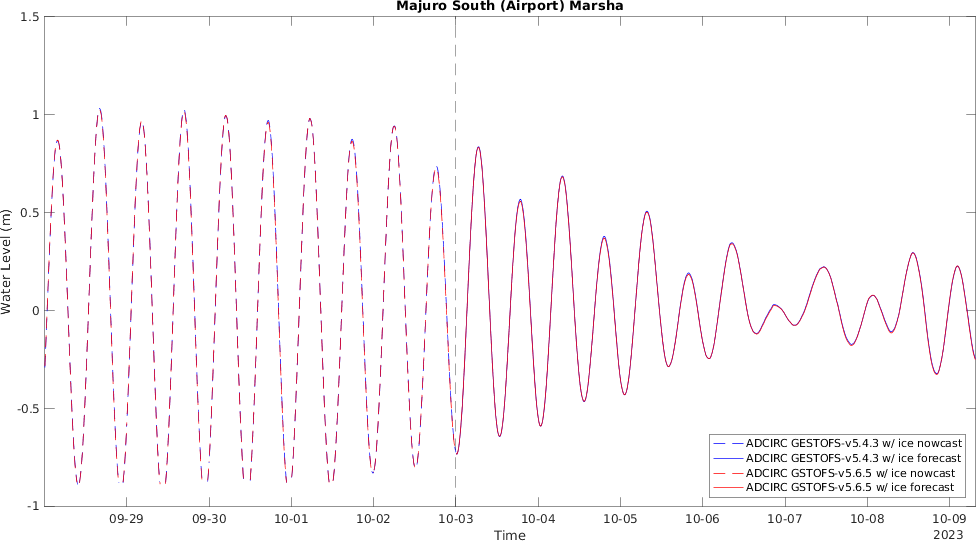 Majuro South (Airport) Marsha
Water Level (m)
1.5
1
0.5
0
-0.5
-1
09-29
09-30
10-01
10-02
10-03
10-04
10-05
10-06
10-07
10-08
10-09
2023
Time
ADCIRC GESTOFS-v5.4.3 w/ ice nowcast
ADCIRC GESTOFS-v5.4.3 w/ ice forecast
ADCIRC GSTOFS-v5.6.5 w/ ice nowcast
ADCIRC GSTOFS-v5.6.5 w/ ice forecast